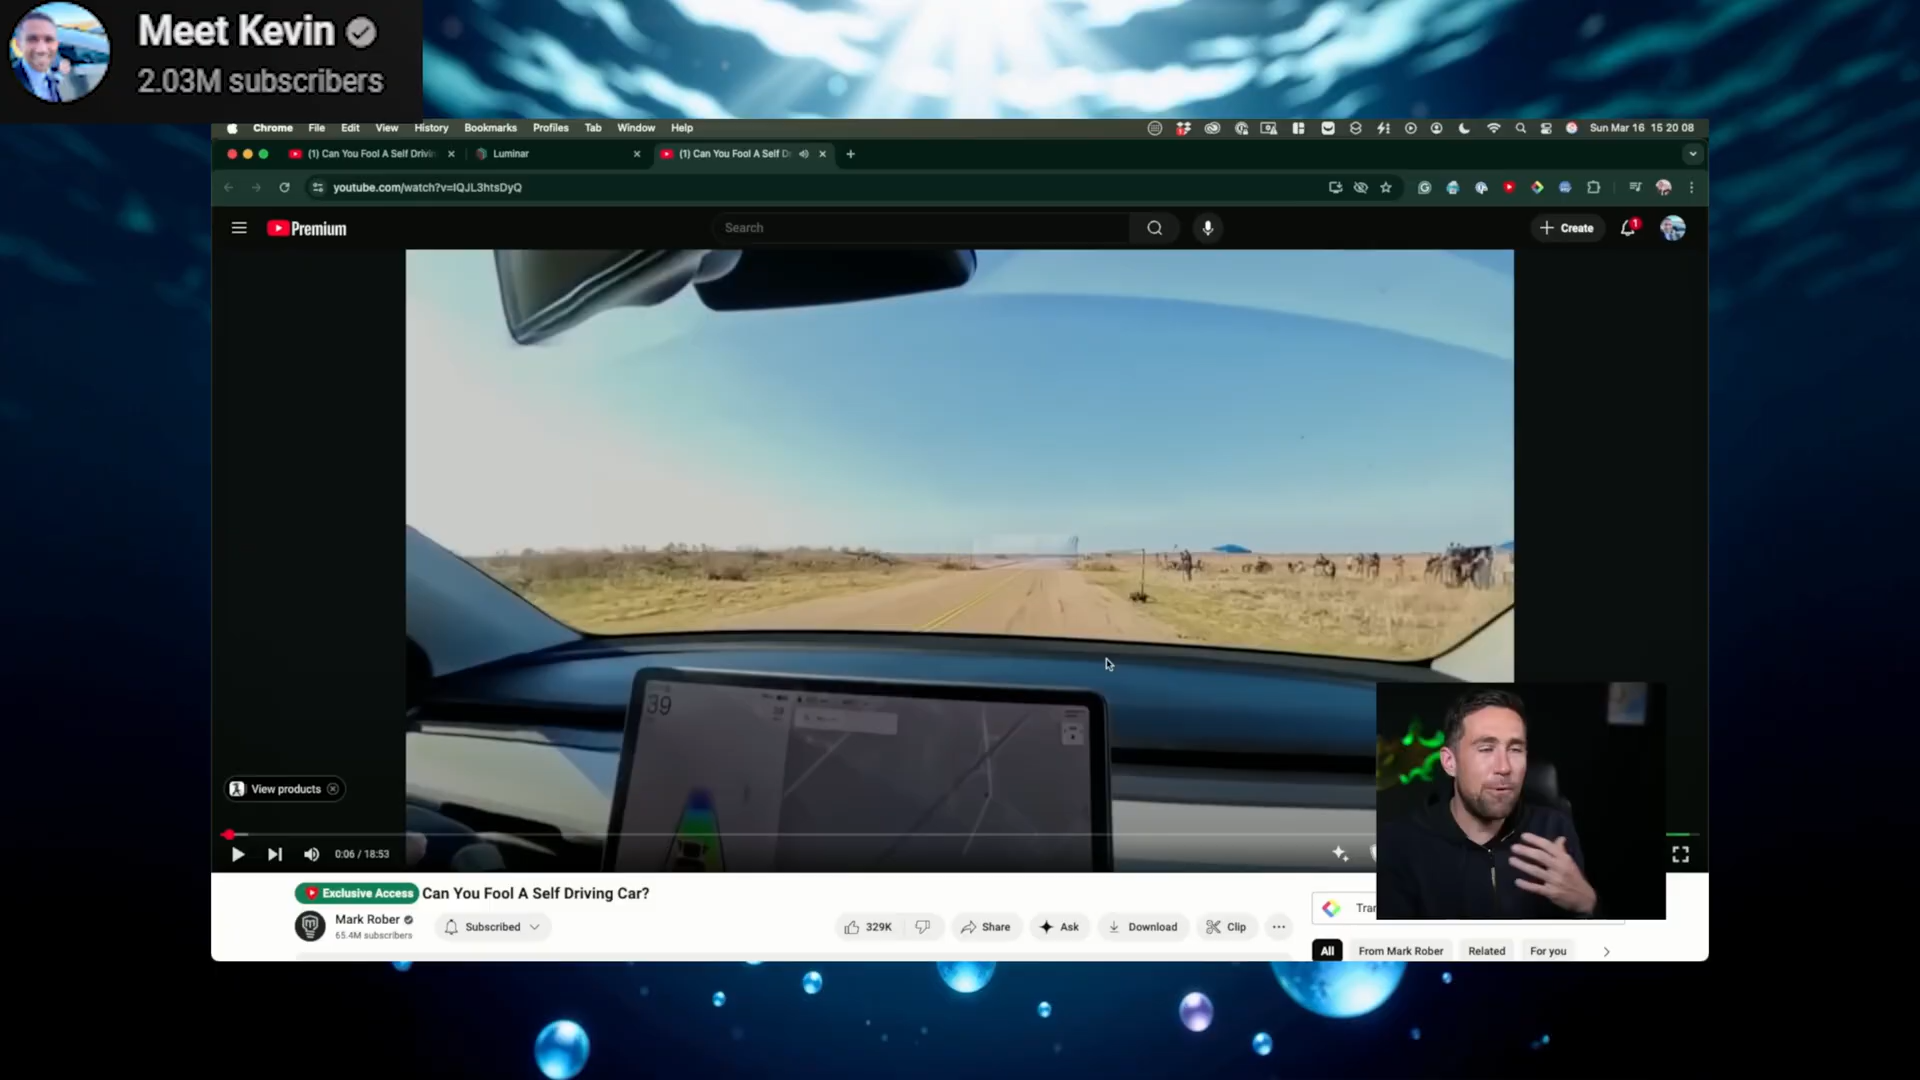 Meet Kevin
2.03M subscribers
Chrome File Edit View History Bookmarks Profiles Tab Window Help
Sun Mar 16 15 20 08
(1) Can You Fool A Self Drivin
Luminar
(1) Can You Fool A Self D
youtube.com/watch?v=IQJL3htsDyQ
Premium
Search
Create
1
39
View products
0:06 / 18:53
Exclusive Access Can You Fool A Self Driving Car?
Mark Rober
65.4M subscribers
Subscribed
329K
Share
Ask
Download
Clip
All
From Mark Rober
Related
For you